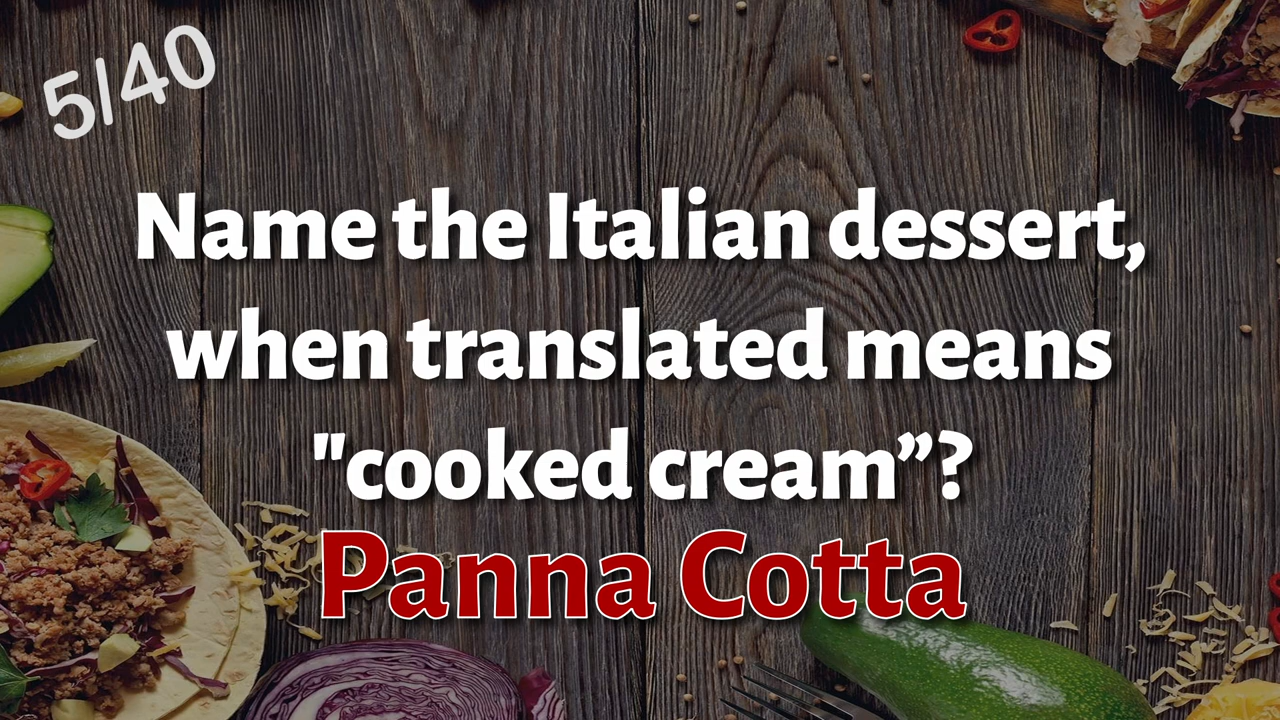 5/40
Name the Italian dessert,
when translated means
"cooked cream”?
Panna Cotta